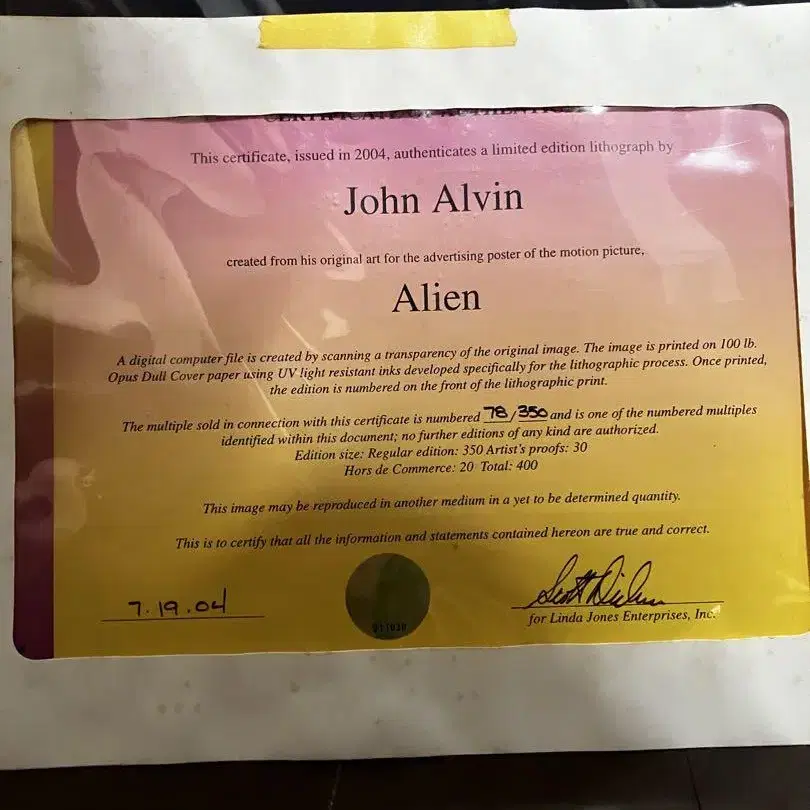 CERTIFICATE OF AUTHENTICITY
This certificate, issued in 2004, authenticates a limited edition lithograph by
John Alvin
created from his original art for the advertising poster of the motion picture,
Alien
A digital computer file is created by scanning a transparency of the original image. The image is printed on 100 lb.
Opus Dull Cover paper using UV light resistant inks developed specifically for the lithographic process. Once printed,
the edition is numbered on the front of the lithographic print.
The multiple sold in connection with this certificate is numbered 78/350 and is one of the numbered multiples
identified within this document; no further editions of any kind are authorized.
Edition size: Regular edition: 350 Artist's proofs: 30
Hors de Commerce: 20 Total: 400
This image may be reproduced in another medium in a yet to be determined quantity.
This is to certify that all the information and statements contained hereon are true and correct.
7.19.04
Scott
for Linda Jones Enterprises, Inc.